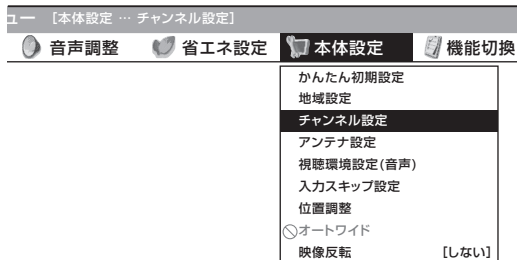 ュー [本体設定 … チャンネル設定]
音声調整 省エネ設定 本体設定 機能切換
かんたん初期設定
地域設定
チャンネル設定
アンテナ設定
視聴環境設定(音声)
入力スキップ設定
位置調整
オートワイド
映像反転 [しない]